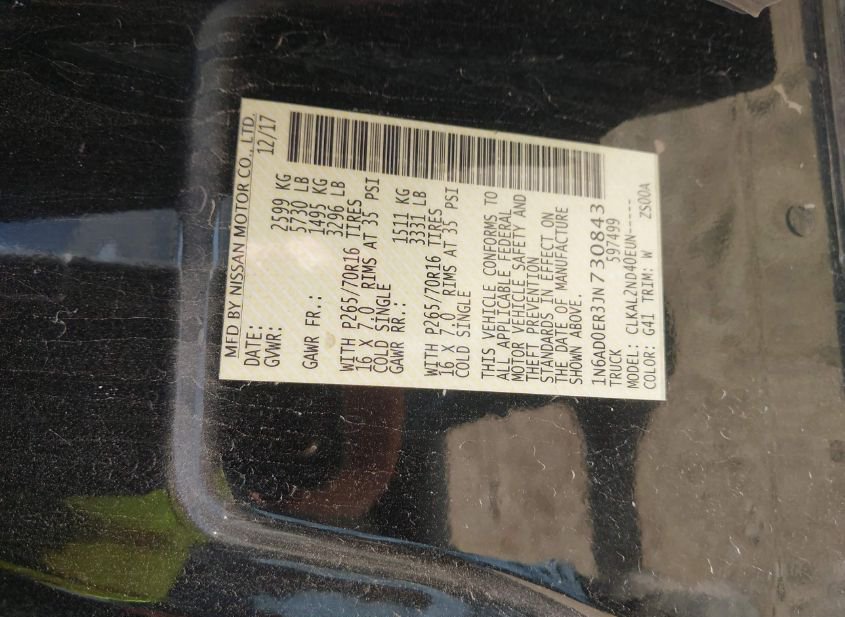 MFD BY NISSAN MOTOR CO., LTD.
DATE: 12/17
GVWR: 2599 KG
5730 LB
GAWR FR.: 1495 KG
3296 LB
WITH P265/70R16 TIRES
16 X 7.0 RIMS AT 35 PSI
COLD SINGLE
GAWR RR.: 1511 KG
3331 LB
WITH P265/70R16 TIRES
16 X 7.0 RIMS AT 35 PSI
COLD SINGLE
THIS VEHICLE CONFORMS TO
ALL APPLICABLE FEDERAL
MOTOR VEHICLE SAFETY AND
THEFT PREVENTION
STANDARDS IN EFFECT ON
THE DATE OF MANUFACTURE
SHOWN ABOVE.
1N6AD0ER3JN730843
TRUCK 597499
MODEL: CLKAL2ND40EUN-----
COLOR: G41 TRIM: W ZS00A